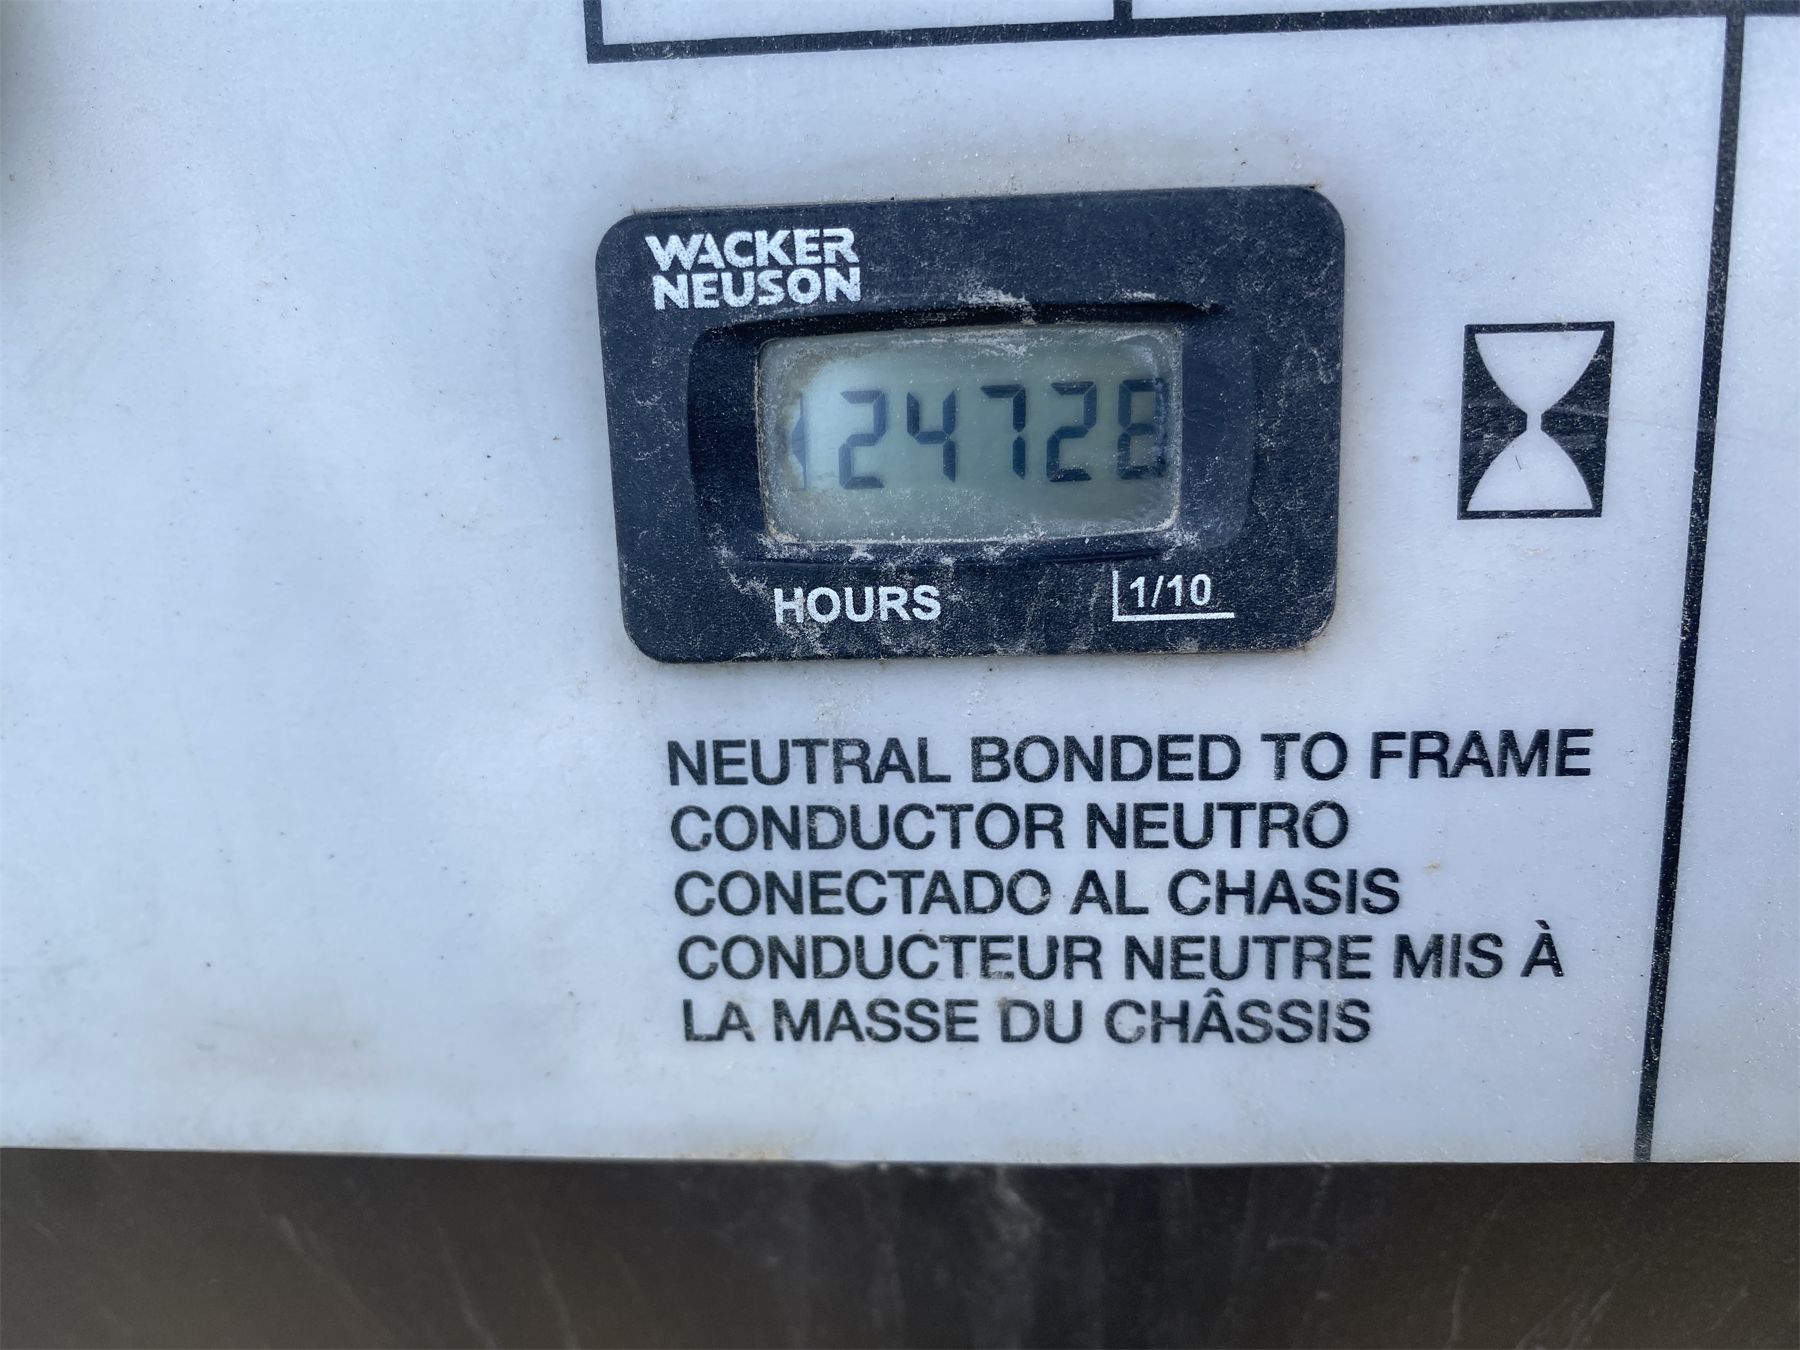 WACKER
NEUSON
24728
HOURS
1/10
NEUTRAL BONDED TO FRAME
CONDUCTOR NEUTRO
CONECTADO AL CHASIS
CONDUCTEUR NEUTRE MIS À
LA MASSE DU CHÂSSIS